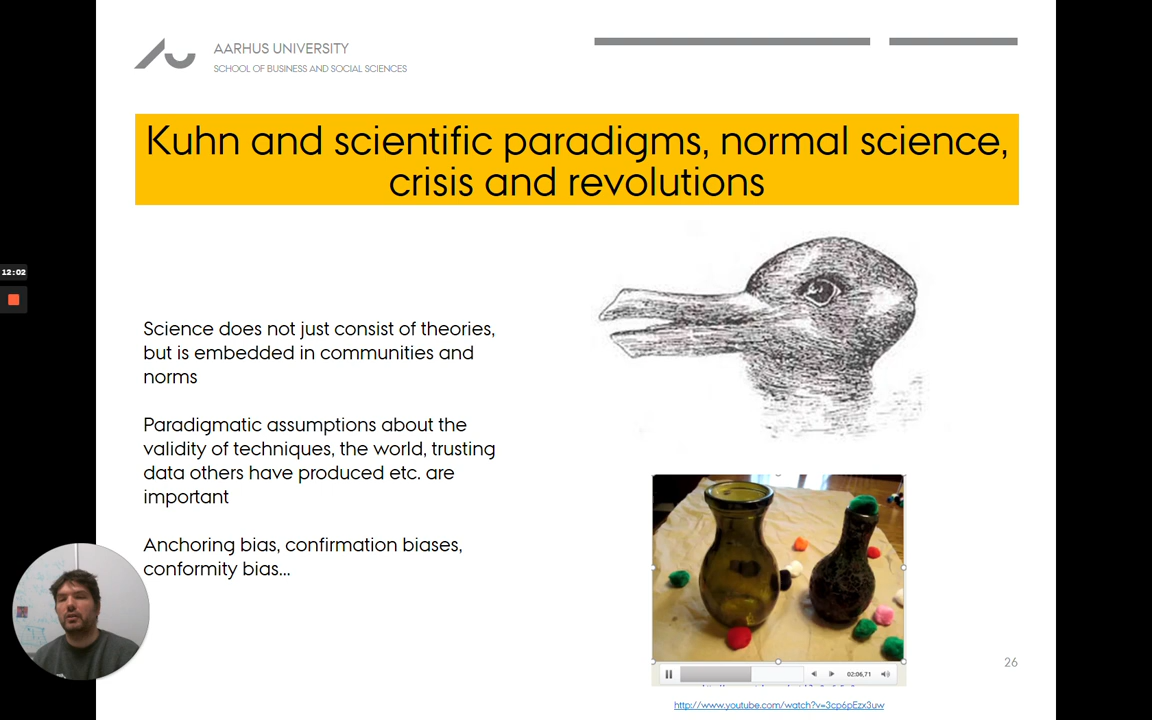 AARHUS UNIVERSITY
SCHOOL OF BUSINESS AND SOCIAL SCIENCES
Kuhn and scientific paradigms, normal science,
crisis and revolutions
12:02
Science does not just consist of theories,
but is embedded in communities and
norms
Paradigmatic assumptions about the
validity of techniques, the world, trusting
data others have produced etc. are
important
Anchoring bias, confirmation biases,
conformity bias...
26
02:06,71
http://www.youtube.com/watch?v=3cp6pEzx3uw